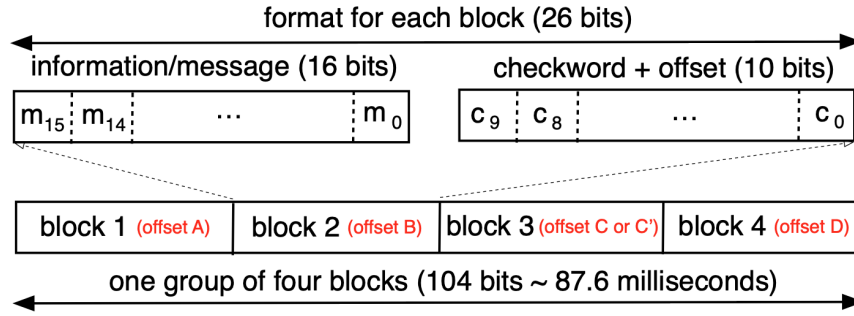 format for each block (26 bits)
information/message (16 bits) checkword + offset (10 bits)
m15 m14 ... m0 c9 c8 ... c0
block 1 (offset A) block 2 (offset B) block 3 (offset C or C') block 4 (offset D)
one group of four blocks (104 bits ~ 87.6 milliseconds)